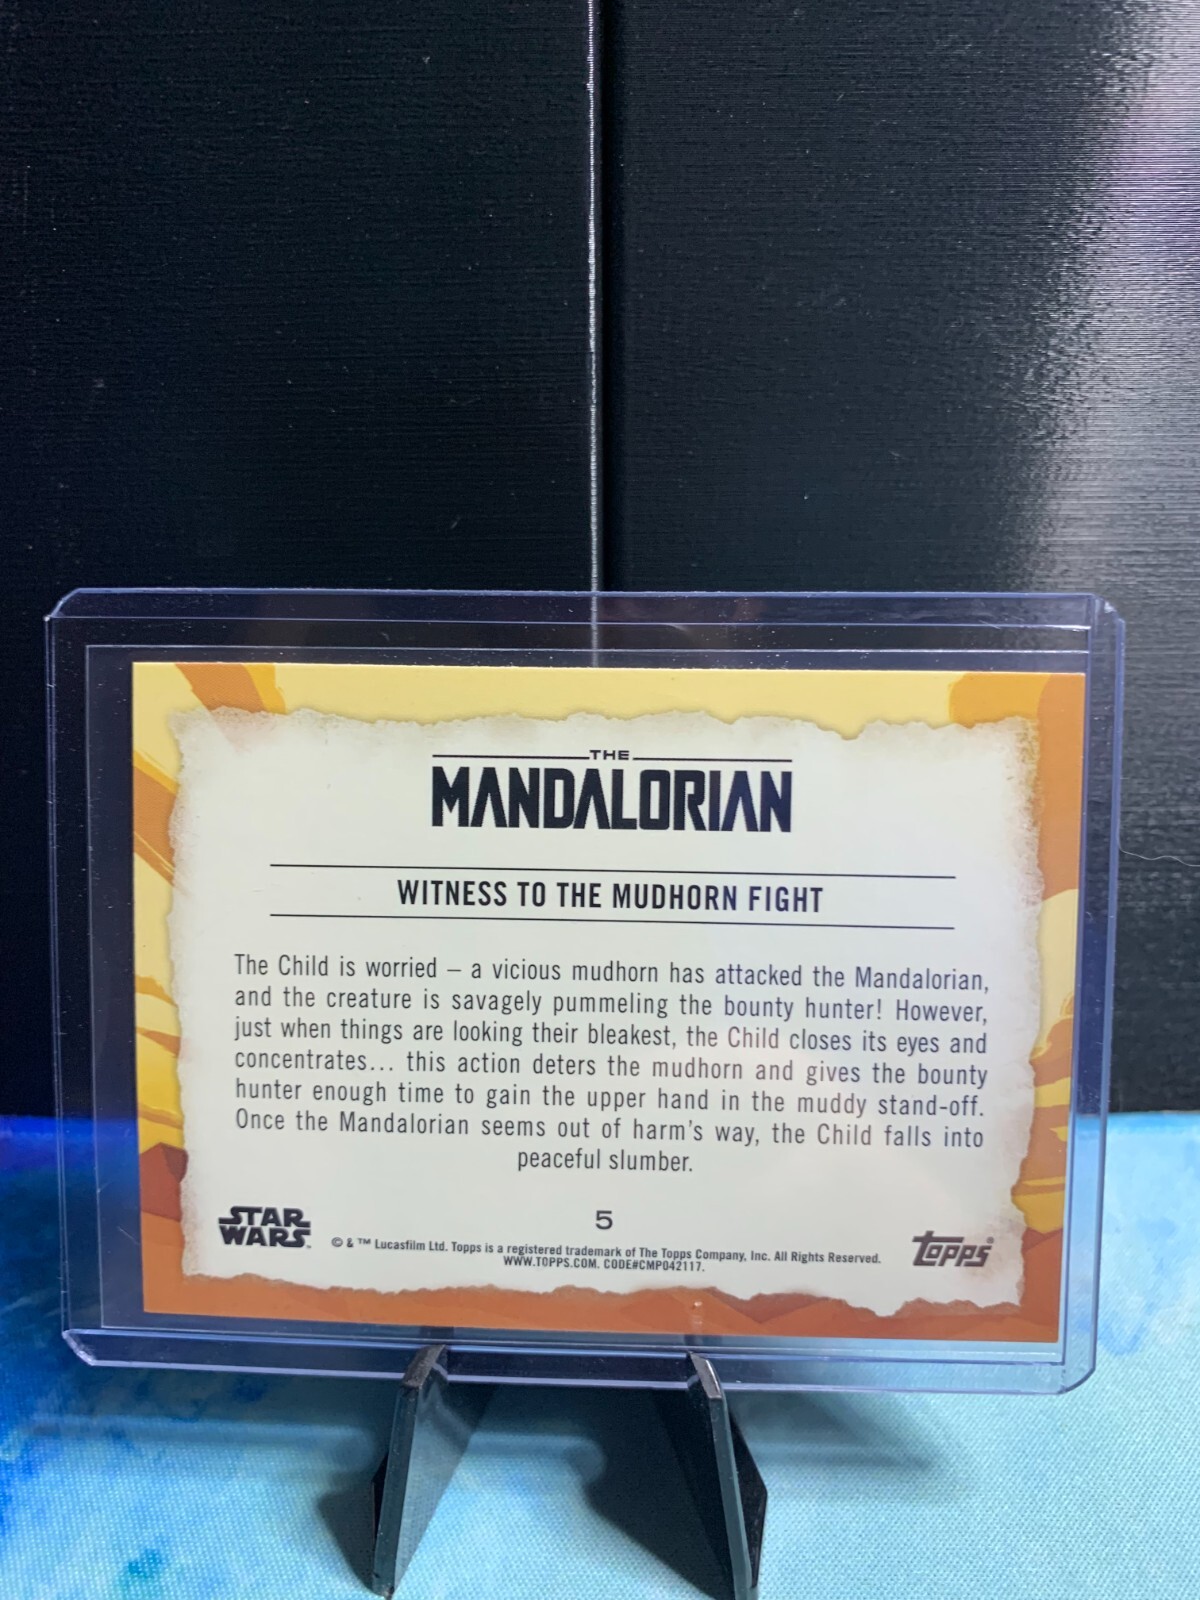 THE
MANDALORIAN
WITNESS TO THE MUDHORN FIGHT
The Child is worried – a vicious mudhorn has attacked the Mandalorian,
and the creature is savagely pummeling the bounty hunter! However,
just when things are looking their bleakest, the Child closes its eyes and
concentrates... this action deters the mudhorn and gives the bounty
hunter enough time to gain the upper hand in the muddy stand-off.
Once the Mandalorian seems out of harm's way, the Child falls into
peaceful slumber.
STAR
WARS™
5
© & ™ Lucasfilm Ltd. Topps is a registered trademark of The Topps Company, Inc. All Rights Reserved.
WWW.TOPPS.COM. CODE#CMP042117.
topps®